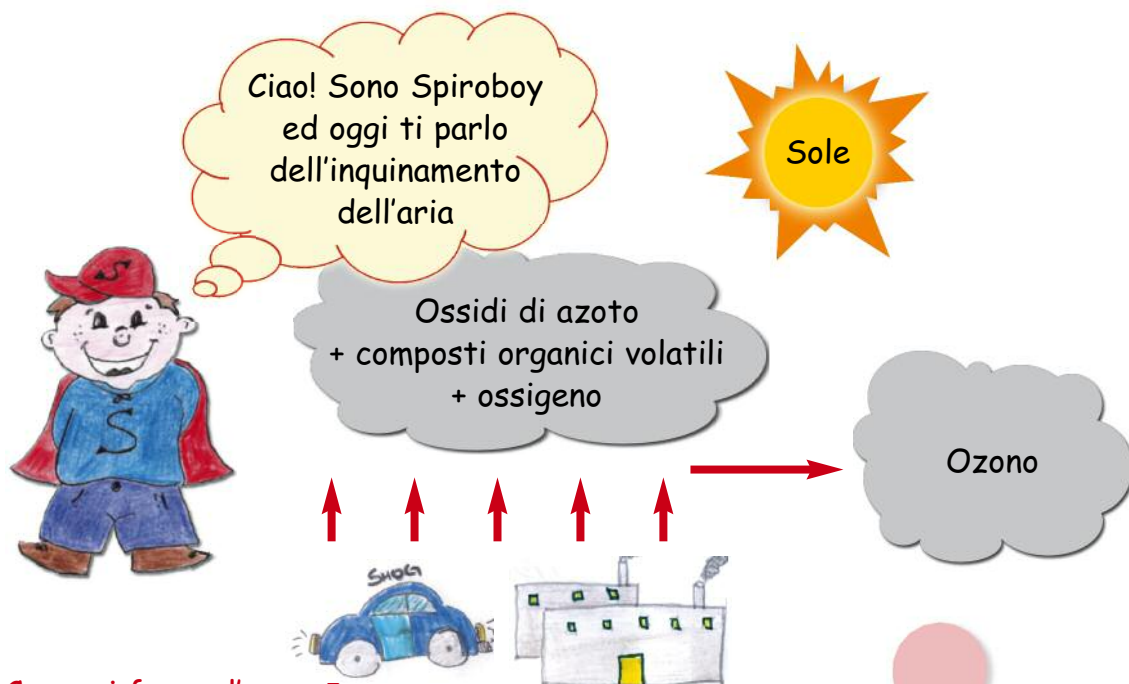 Ciao! Sono Spiroboy
ed oggi ti parlo
dell'inquinamento
dell'aria
Sole
Ossidi di azoto
+ composti organici volatili
+ ossigeno
Ozono
S
S
SMOG